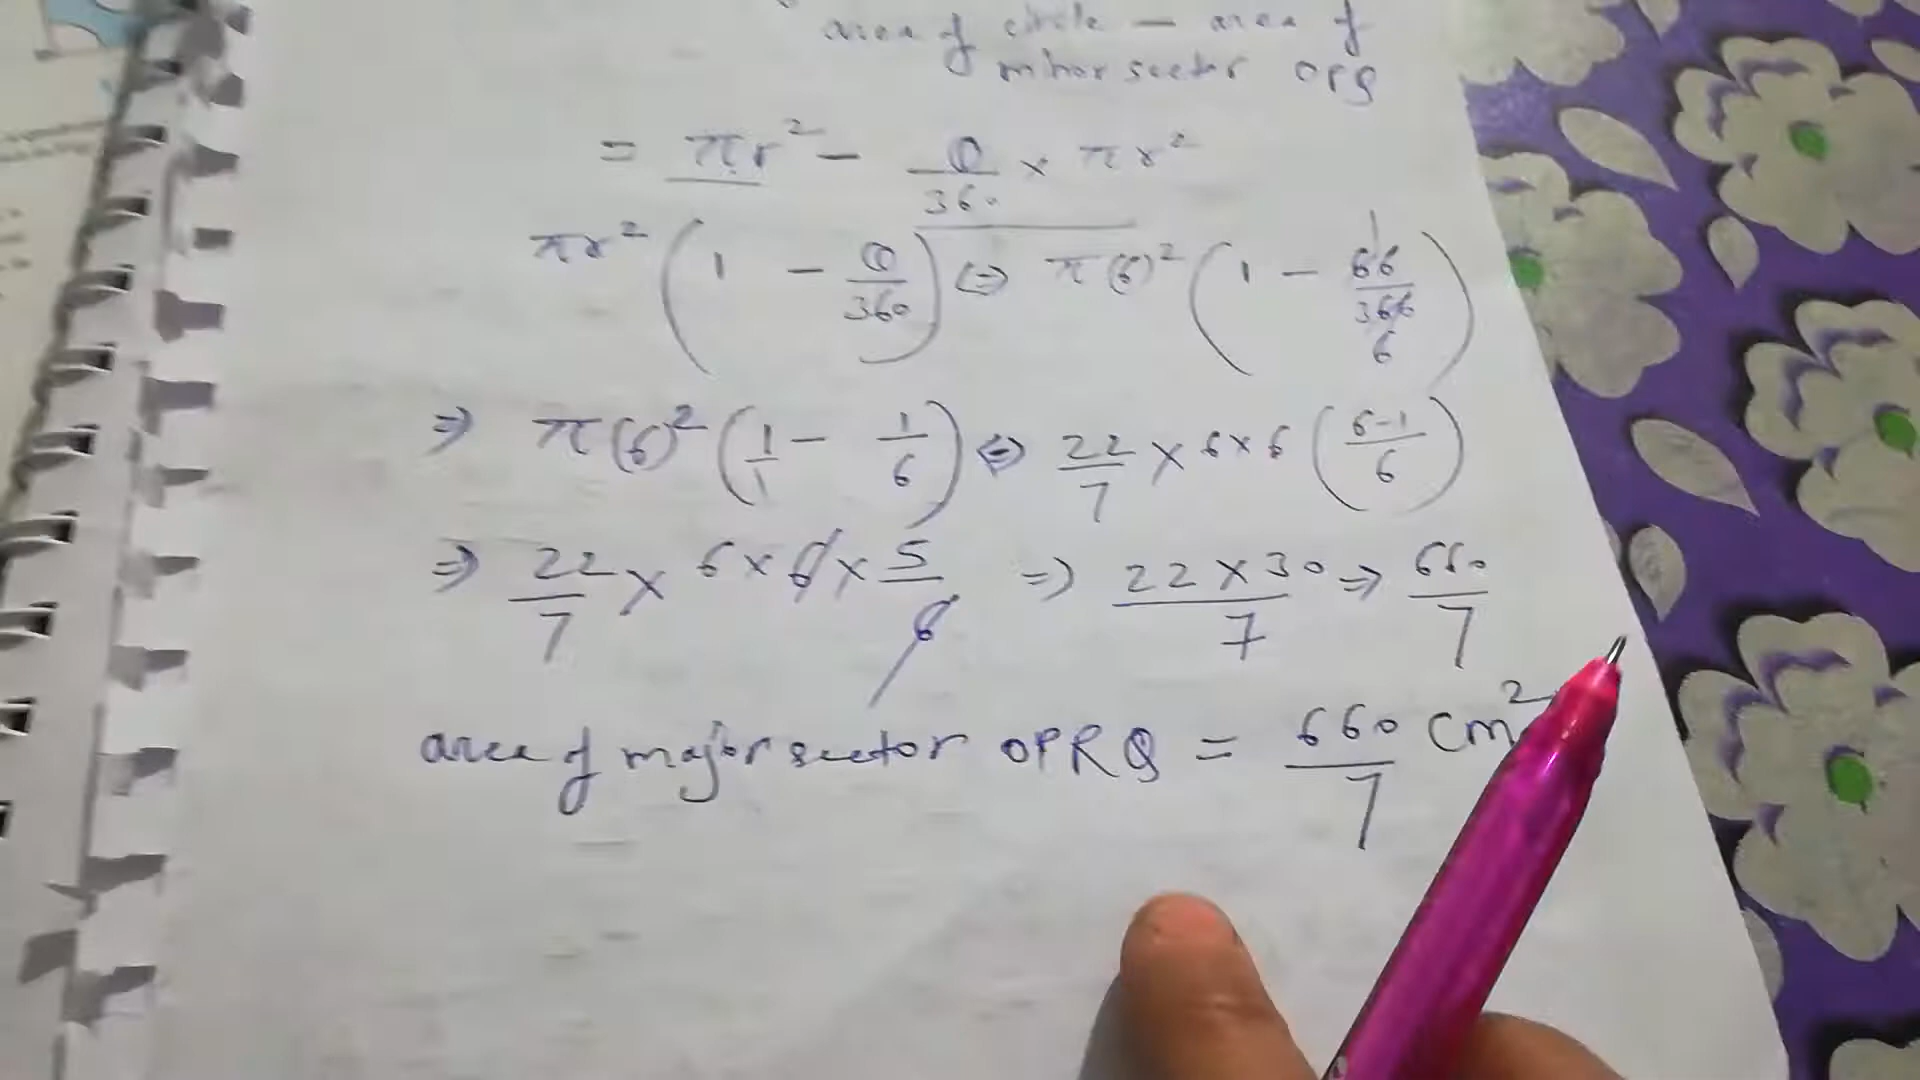 area of circle — area of
minor sector OPQ
= πr² − θ/360 × πr²
πr² (1 − θ/360) ⇔ π(6)² (1 − 60/360) 1 6
⇒ π(6)² (1/1 − 1/6) ⇔ 22/7 × 6×6 ((6-1)/6)
⇒ 22/7 × 6×6×5/6 ⇒ (22×30)/7 ⇒ 660/7
area of major sector OPRQ = 660/7 cm²